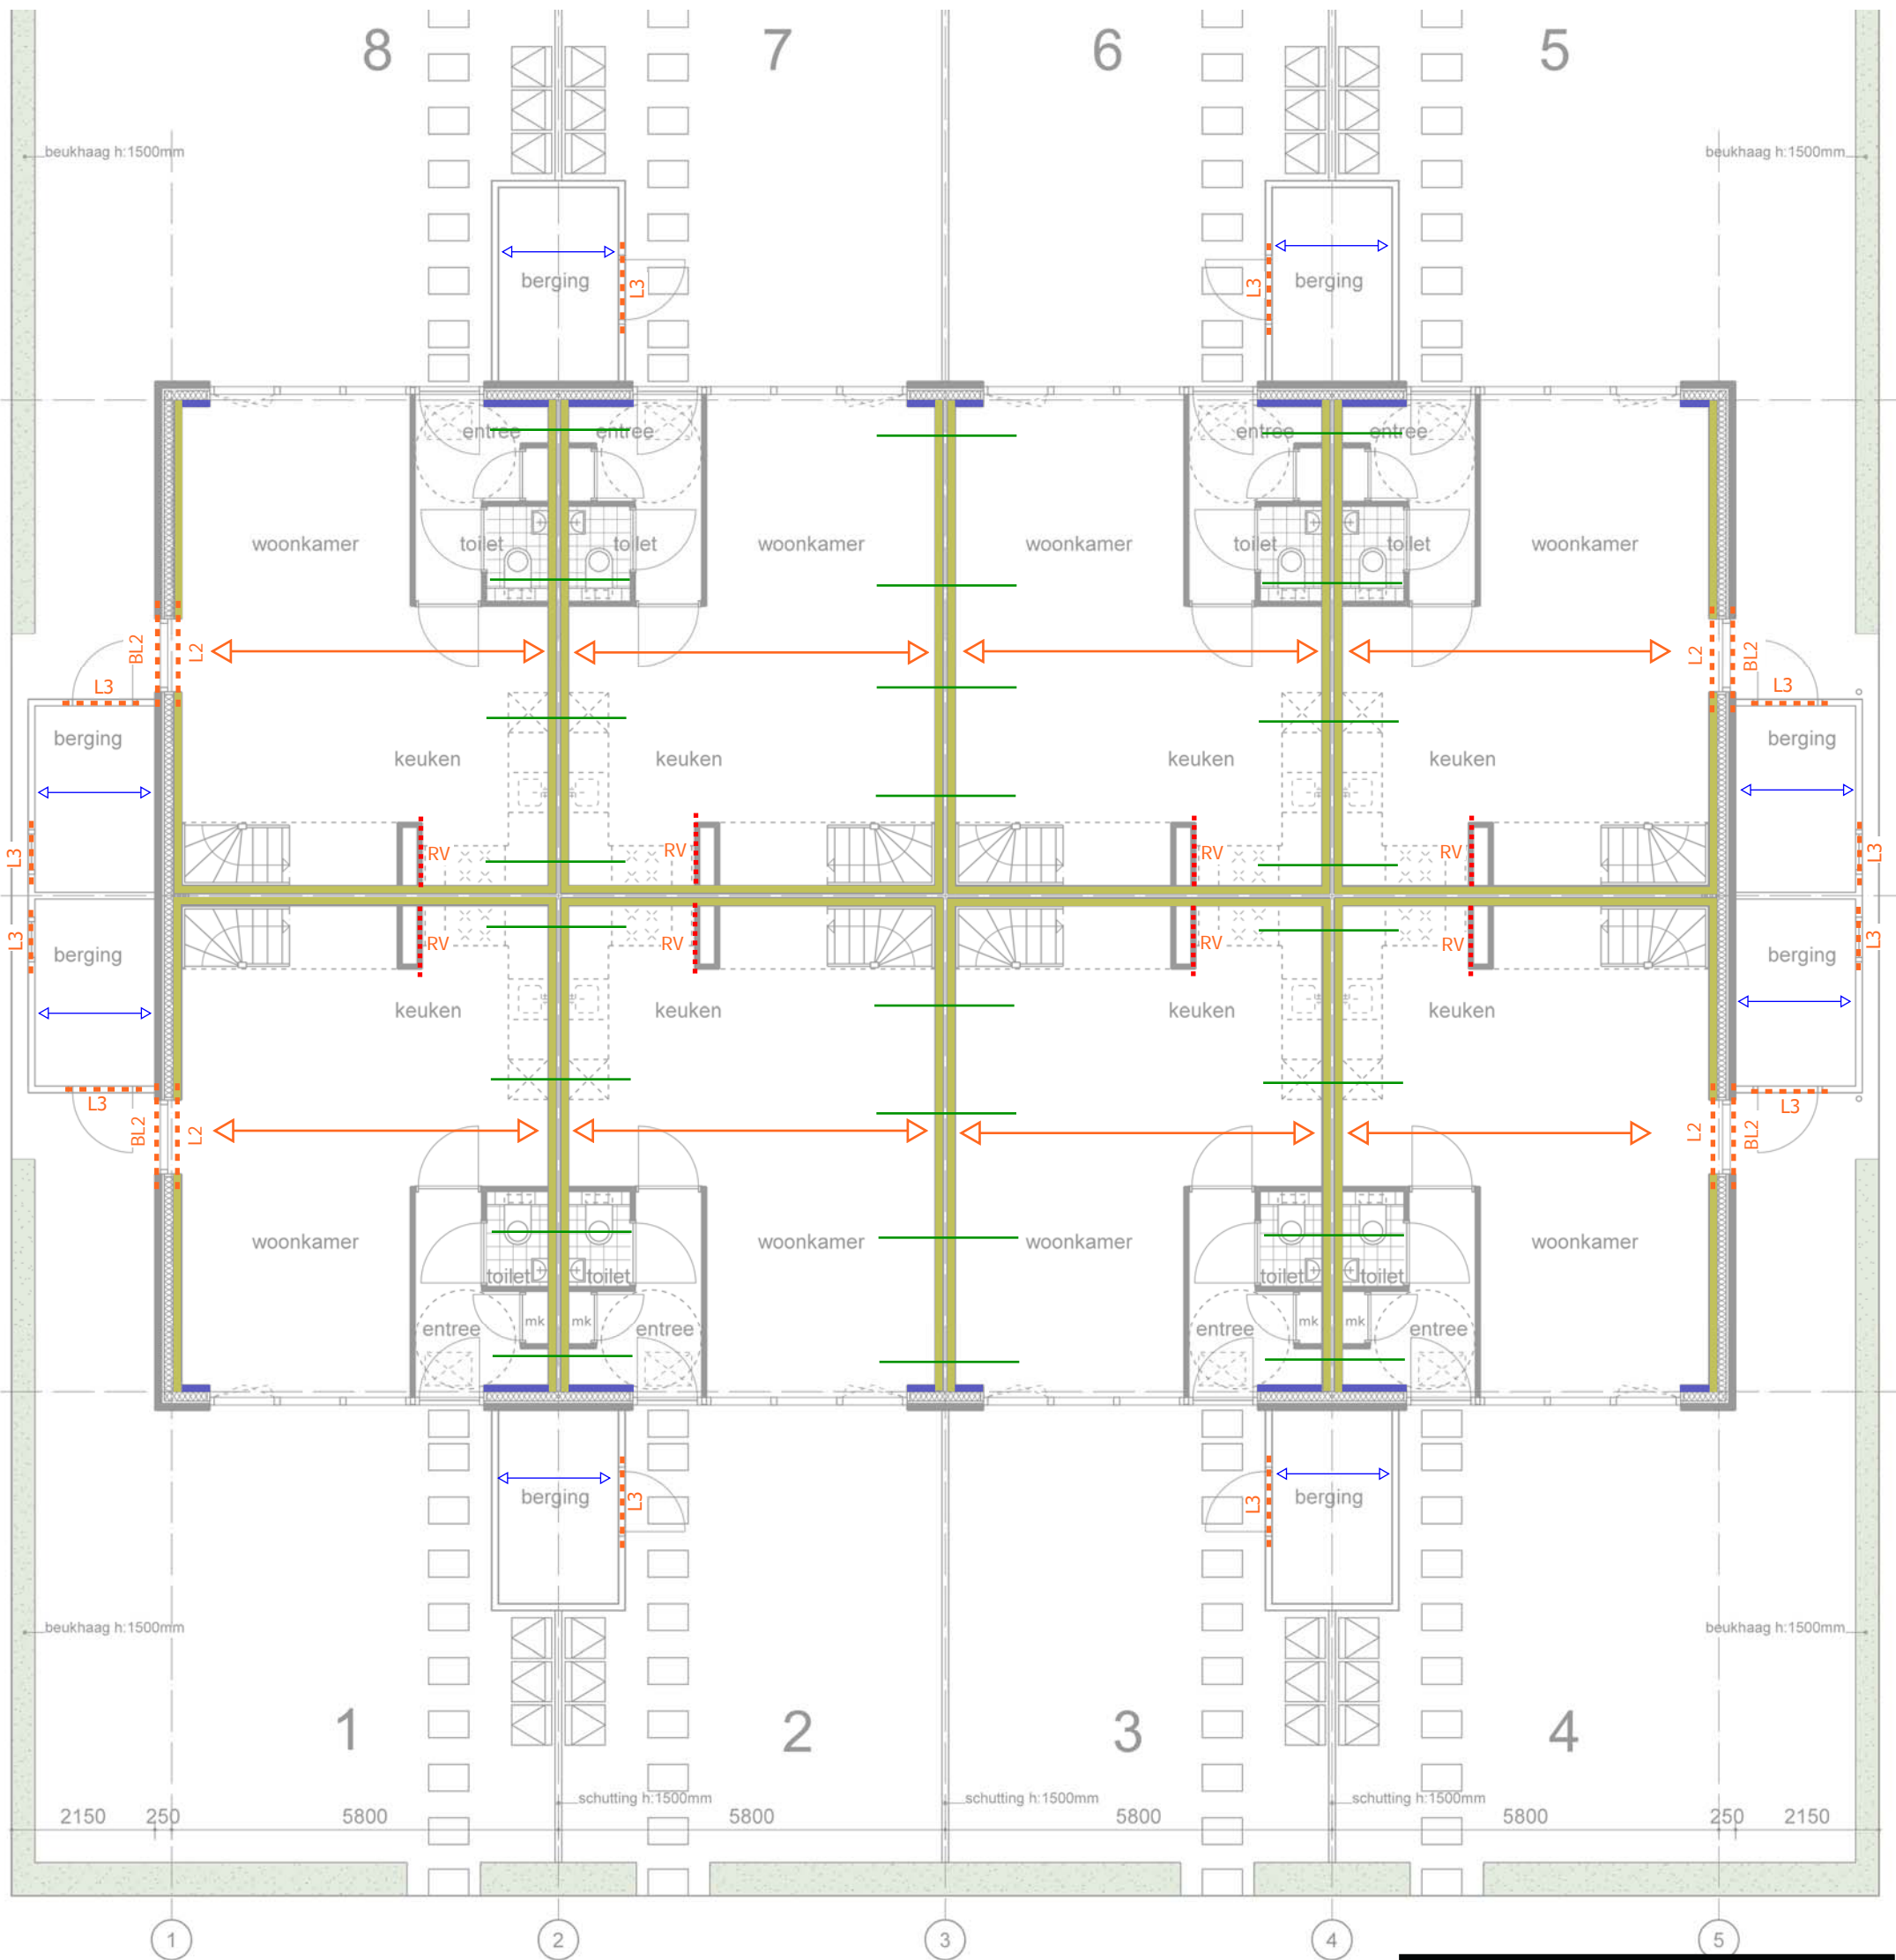 8 7 6 5
beukhaag h:1500mm beukhaag h:1500mm
berging L3 L3 berging
entree entree entree entree
woonkamer toilet toilet woonkamer woonkamer toilet toilet woonkamer
BL2 L2 L2 BL2
L3 L3
berging berging
keuken keuken keuken keuken
L3 RV RV RV RV L3
L3 RV RV RV RV L3
berging berging
keuken keuken keuken keuken
L3 L3
BL2 L2 L2 BL2
woonkamer woonkamer woonkamer woonkamer
toilet toilet toilet toilet
entree mk mk entree entree mk mk entree
berging L3 L3 berging
beukhaag h:1500mm beukhaag h:1500mm
1 2 3 4
schutting h:1500mm schutting h:1500mm schutting h:1500mm
2150 250 5800 5800 5800 5800 250 2150
1 2 3 4 5